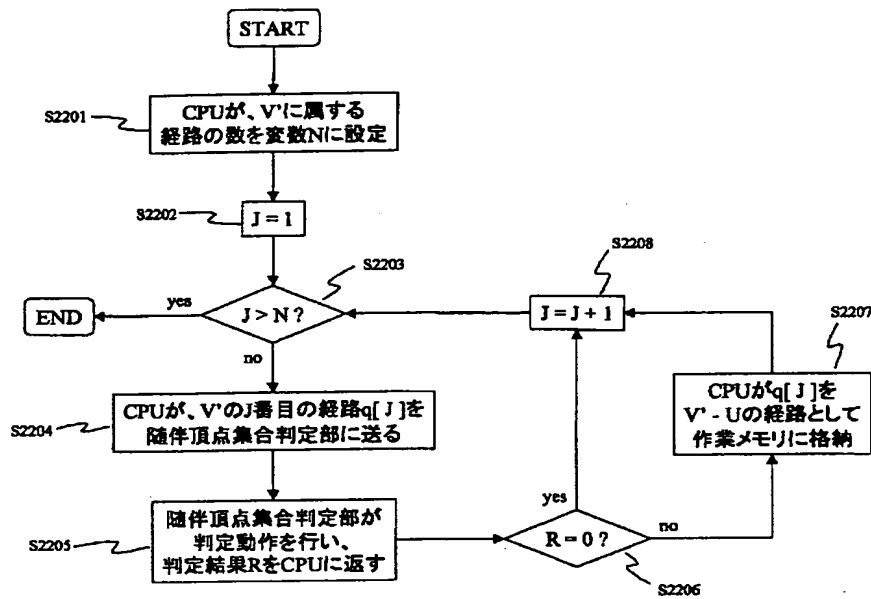 START
S2201
CPUが、V'に属する
経路の数を変数Nに設定
S2202
J = 1
S2203
J > N ?
yes
END
no
S2204
CPUが、V'のJ番目の経路q[ J ]を
随伴頂点集合判定部に送る
S2205
随伴頂点集合判定部が
判定動作を行い、
判定結果RをCPUに返す
R = 0 ?
S2206
yes
no
S2207
CPUがq[ J ]を
V' - Uの経路として
作業メモリに格納
S2208
J = J + 1